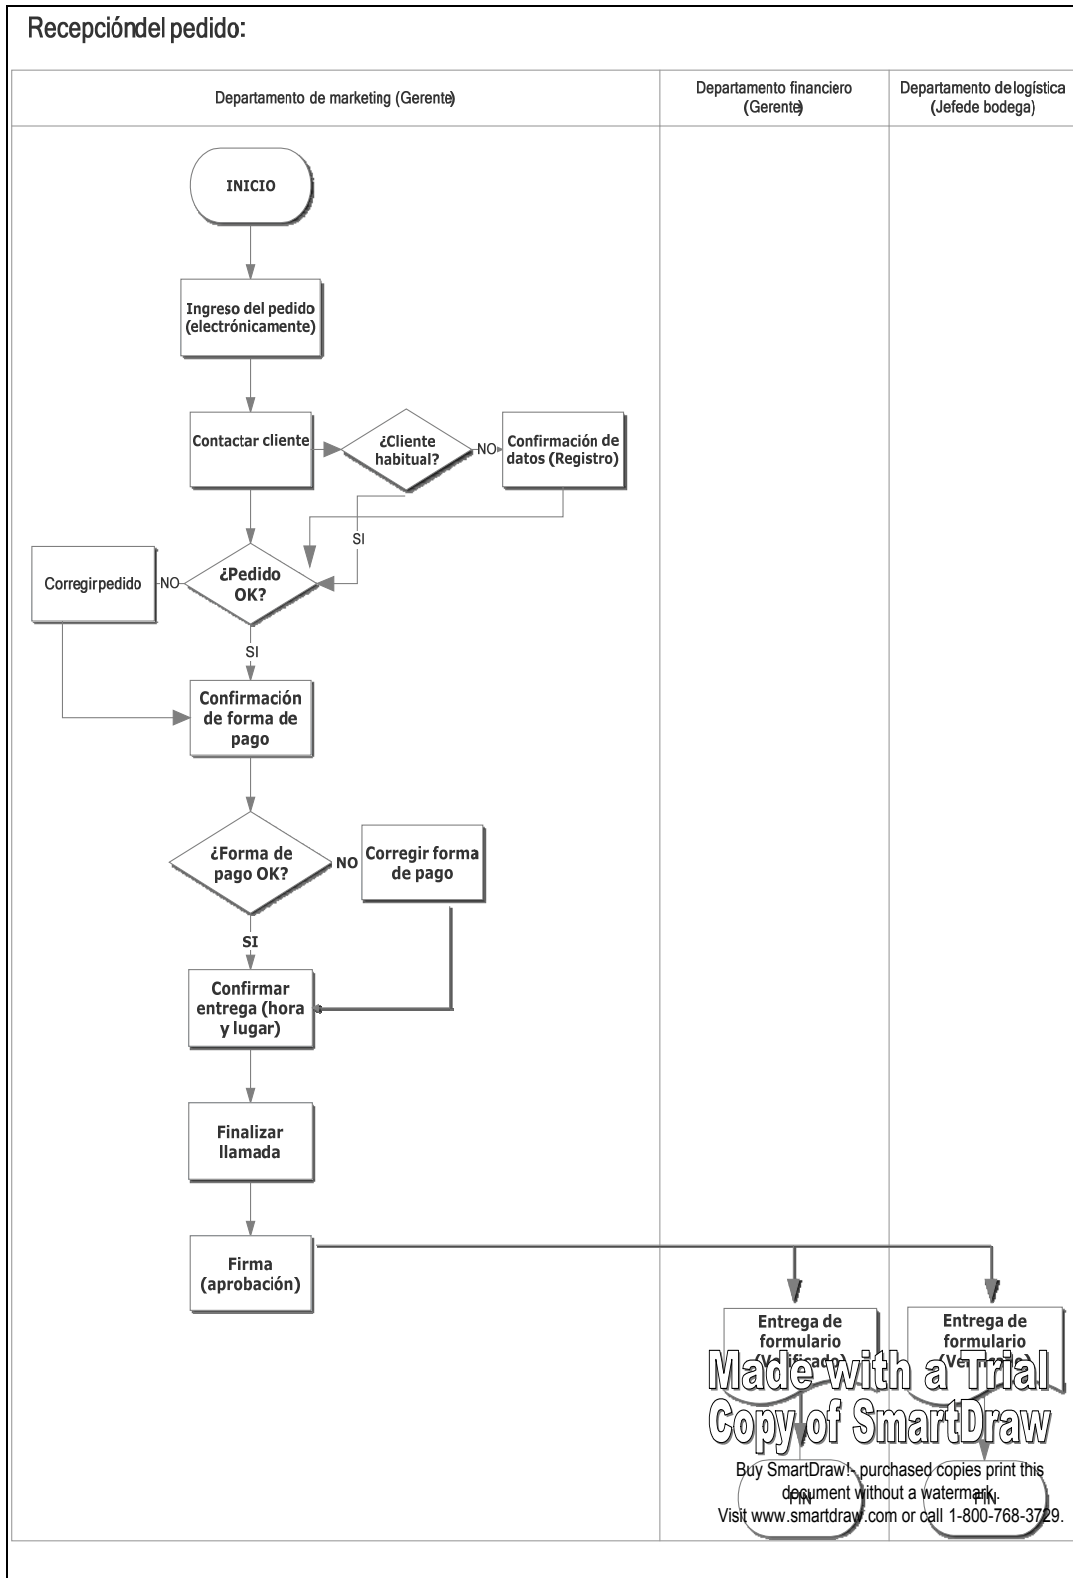 Recepcióndel pedido:
Departamento de marketing (Gerente)
Departamento financiero
(Gerente)
Departamento delogística
(Jefede bodega)
INICIO
Ingreso del pedido
(electrónicamente)
Contactar cliente
¿Cliente
habitual?
NO
Confirmación de
datos (Registro)
SI
Corregirpedido
NO
¿Pedido
OK?
SI
Confirmación
de forma de
pago
¿Forma de
pago OK?
NO
Corregir forma
de pago
SI
Confirmar
entrega (hora
y lugar)
Finalizar
llamada
Firma
(aprobación)
Entrega de
formulario
(Verificado)
Entrega de
formulario
Made with a Trial
Copy of SmartDraw
Buy SmartDraw!- purchased copies print this
document without a watermark .
Visit www.smartdraw.com or call 1-800-768-3729.
FIN
FIN